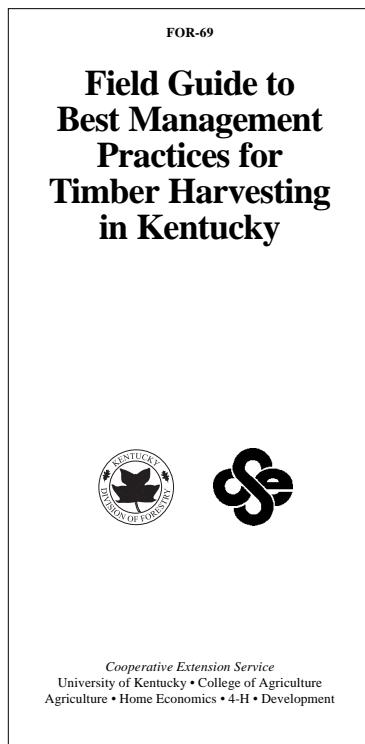 FOR-69
Field Guide to
Best Management
Practices for
Timber Harvesting
in Kentucky
KENTUCKY
DIVISION OF FORESTRY
cse
Cooperative Extension Service
University of Kentucky • College of Agriculture
Agriculture • Home Economics • 4-H • Development